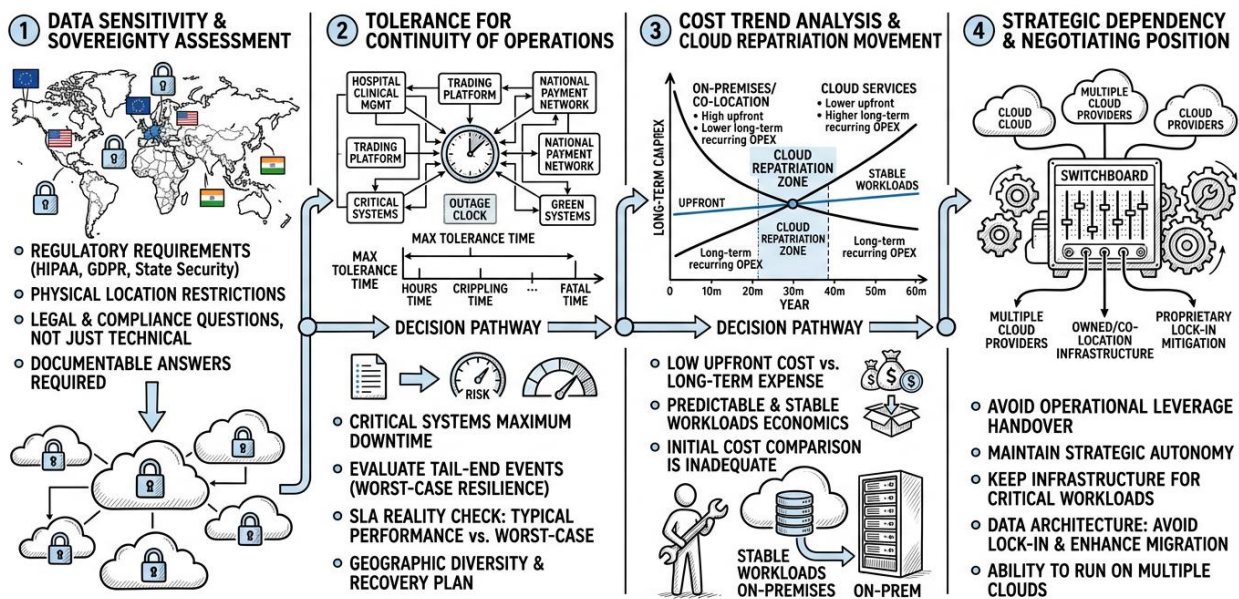 1 DATA SENSITIVITY &
SOVEREIGNTY ASSESSMENT
REGULATORY REQUIREMENTS
(HIPAA, GDPR, State Security)
PHYSICAL LOCATION RESTRICTIONS
LEGAL & COMPLIANCE QUESTIONS,
NOT JUST TECHNICAL
DOCUMENTABLE ANSWERS
REQUIRED
2 TOLERANCE FOR
CONTINUITY OF OPERATIONS
HOSPITAL
CLINICAL
MGMT
TRADING
PLATFORM
NATIONAL
PAYMENT
NETWORK
TRADING
PLATFORM
NATIONAL
PAYMENT
NETWORK
CRITICAL
SYSTEMS
OUTAGE
CLOCK
GREEN
SYSTEMS
MAX TOLERANCE TIME
MAX
TOLERANCE
TIME
HOURS
TIME
CRIPPLING
TIME
...
FATAL
TIME
DECISION PATHWAY
RISK
CRITICAL SYSTEMS MAXIMUM
DOWNTIME
EVALUATE TAIL-END EVENTS
(WORST-CASE RESILIENCE)
SLA REALITY CHECK: TYPICAL
PERFORMANCE vs. WORST-CASE
GEOGRAPHIC DIVERSITY &
RECOVERY PLAN
3 COST TREND ANALYSIS &
CLOUD REPATRIATION MOVEMENT
LONG-TERM
ON-PREMISES/
CO-LOCATION
• High upfront
• Lower long-term
recurring OPEX
CLOUD SERVICES
• Lower upfront
• Higher long-term
recurring OPEX
CLOUD
REPATRIATION
ZONE
STABLE
WORKLOADS
UPFRONT
CLOUD
REPATRIATION
ZONE
Long-term
recurring OPEX
Long-term
recurring OPEX
0 10m 20m 30m 40m 50m 60m
YEAR
DECISION PATHWAY
LOW UPFRONT COST vs.
LONG-TERM EXPENSE
PREDICTABLE & STABLE
WORKLOADS ECONOMICS
INITIAL COST COMPARISON
IS INADEQUATE
$ $ $
STABLE
WORKLOADS
ON-PREMISES
ON-PREM
4 STRATEGIC DEPENDENCY
& NEGOTIATING POSITION
CLOUD
CLOUD
MULTIPLE
CLOUD
PROVIDERS
CLOUD
PROVIDERS
SWITCHBOARD
MULTIPLE
CLOUD
PROVIDERS
OWNED/CO-
LOCATION
INFRASTRUCTURE
PROPRIETARY
LOCK-IN
MITIGATION
AVOID OPERATIONAL LEVERAGE
HANDOVER
MAINTAIN STRATEGIC AUTONOMY
KEEP INFRASTRUCTURE FOR
CRITICAL WORKLOADS
DATA ARCHITECTURE: AVOID
LOCK-IN & ENHANCE MIGRATION
ABILITY TO RUN ON MULTIPLE
CLOUDS